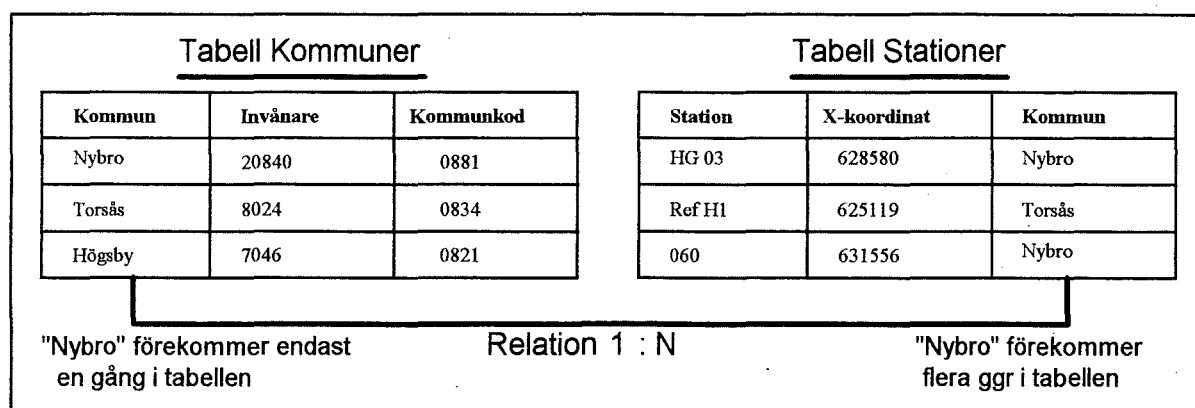 Tabell Kommuner
Kommun Invånare Kommunkod
Nybro 20840 0881
Torsås 8024 0834
Högsby 7046 0821
Tabell Stationer
Station X-koordinat Kommun
HG 03 628580 Nybro
Ref H1 625119 Torsås
060 631556 Nybro
Relation 1 : N
"Nybro" förekommer endast
en gång i tabellen
"Nybro" förekommer
flera ggr i tabellen